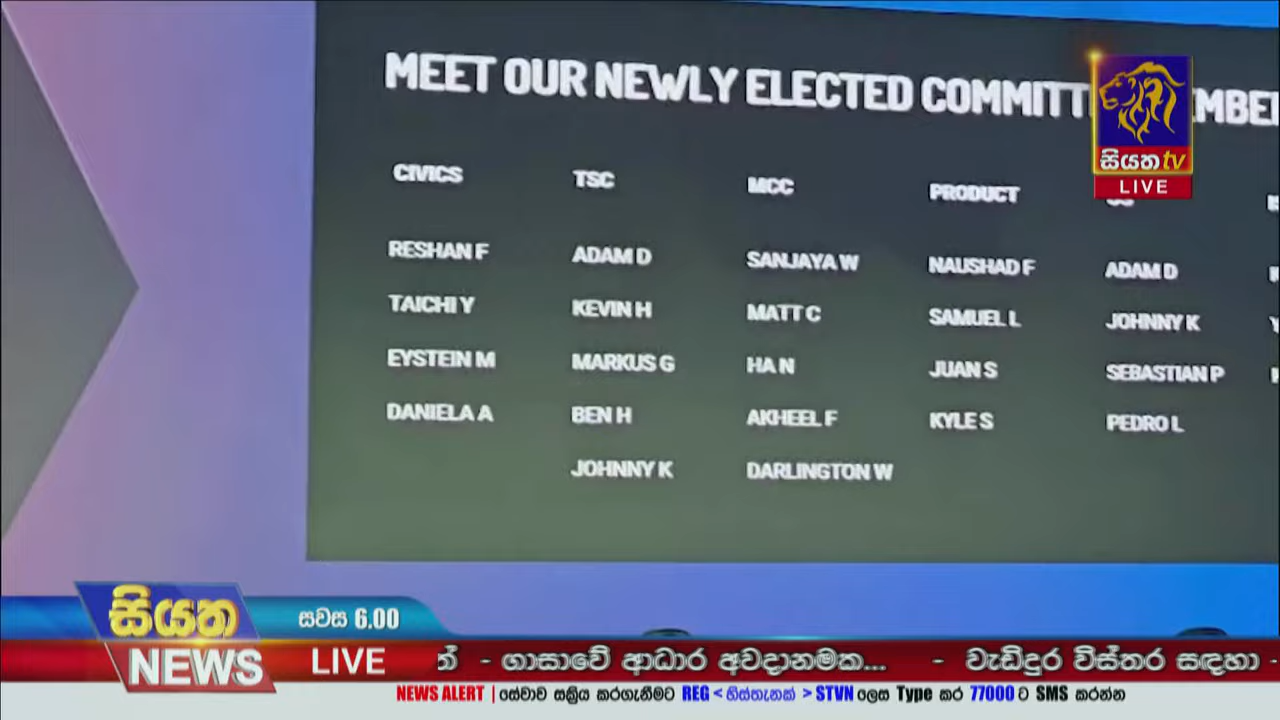 MEET OUR NEWLY ELECTED COMMITT
සියත tv
LIVE
CIVICS TSC MCC PRODUCT
RESHAN F ADAM D SANJAYA W NAUSHAD F ADAM D
TAICHI Y KEVIN H MATT C SAMUEL L JOHNNY K
EYSTEIN M MARKUS G HA N JUAN S SEBASTIAN P
DANIELA A BEN H AKHEEL F KYLE S PEDRO L
JOHNNY K DARLINGTON W
සියත සවස 6.00
NEWS LIVE - ගාසාවේ ආධාර අවදානමක... - වැඩිදුර විස්තර සඳහා -
NEWS ALERT | සේවාව සක්‍රිය කරගැනීමට REG < හිස්තැනක් > STVN ලෙස Type කර 77000 ට SMS කරන්න